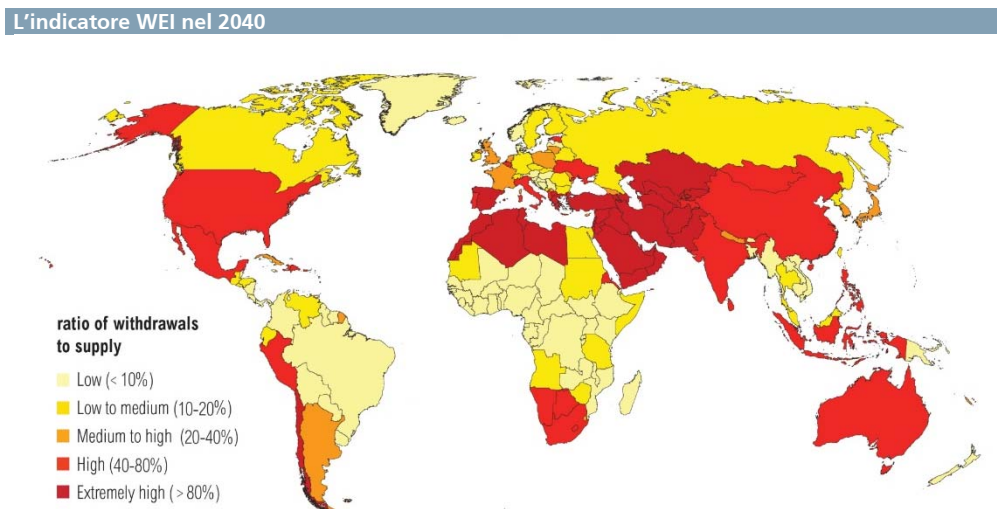 L'indicatore WEI nel 2040
ratio of withdrawals
to supply
Low (< 10%)
Low to medium (10-20%)
Medium to high (20-40%)
High (40-80%)
Extremely high (> 80%)